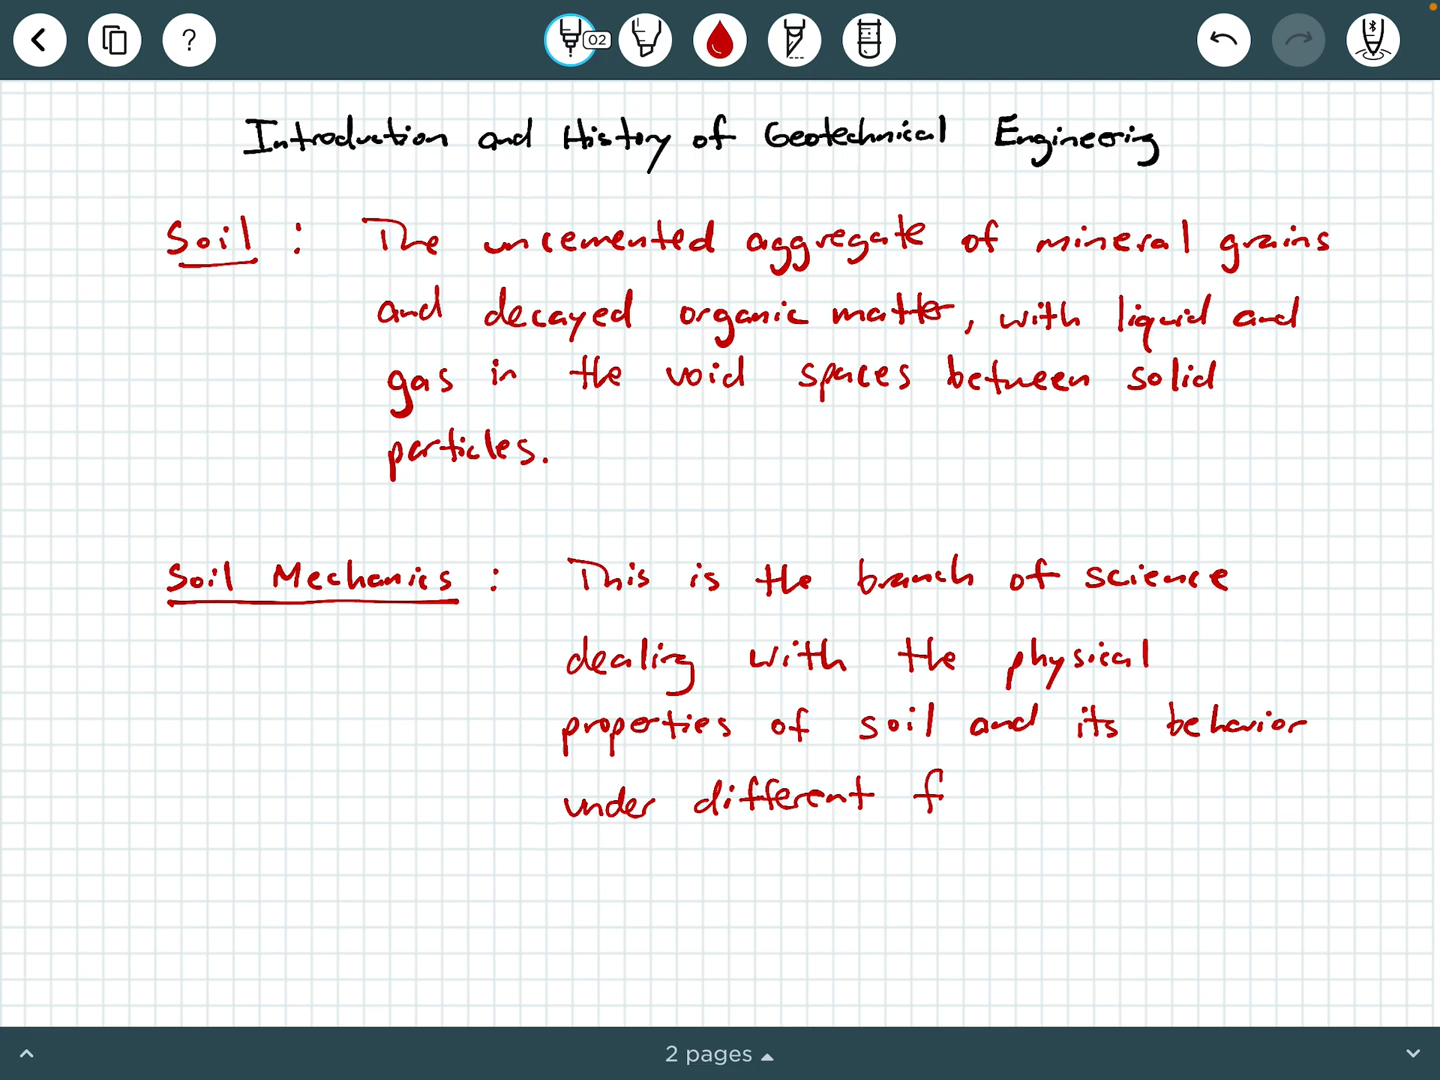 ?
02
Introduction and History of Geotechnical Engineering
Soil : The uncemented aggregate of mineral grains
and decayed organic matter, with liquid and
gas in the void spaces between solid
particles.
Soil Mechanics : This is the branch of science
dealing with the physical
properties of soil and its behavior
under different f
2 pages